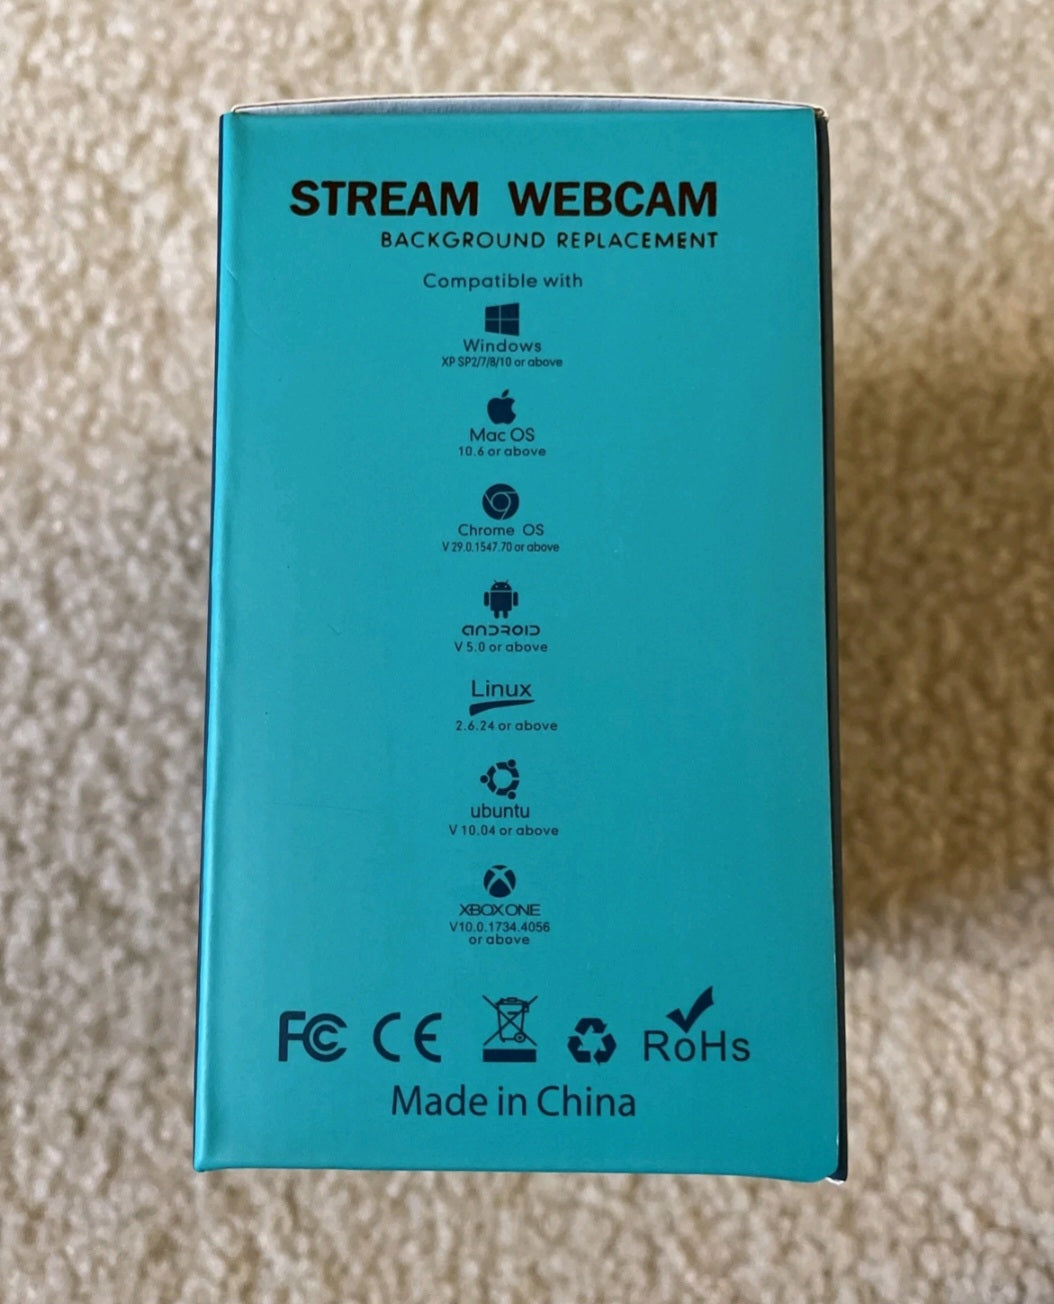 STREAM WEBCAM
BACKGROUND REPLACEMENT
Compatible with
Windows
XP SP2/7/8/10 or above
Mac OS
10.6 or above
Chrome OS
V 29.0.1547.70 or above
ANDROID
V 5.0 or above
Linux
2.6.24 or above
ubuntu
V 10.04 or above
XBOX ONE
V10.0.1734.4056
or above
FC CE RoHs
Made in China